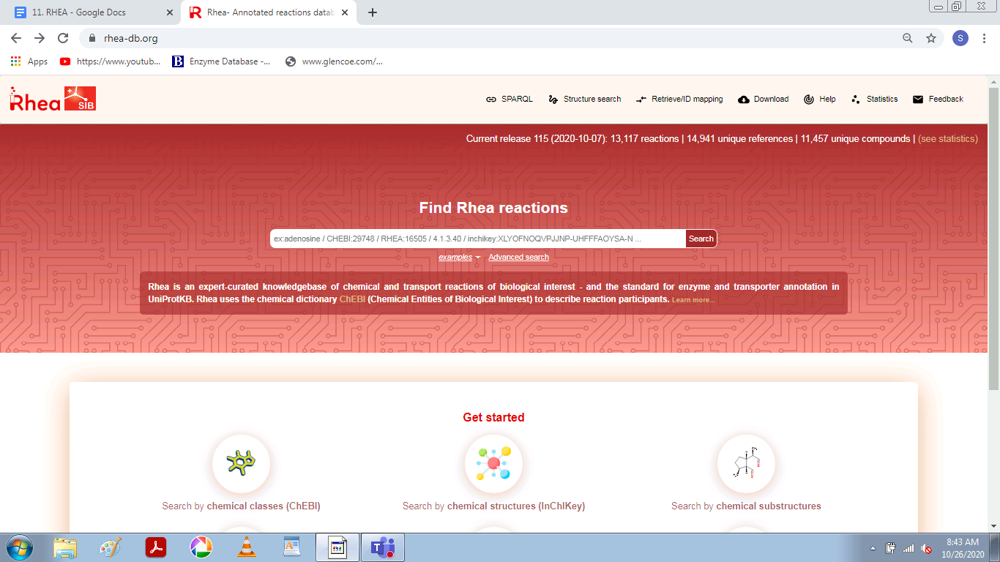 11. RHEA - Google Docs
Rhea- Annotated reactions datab
rhea-db.org
S
Apps
https://www.youtub...
B
Enzyme Database -...
www.glencoe.com/...
Rhea SIB
SPARQL
Structure search
Retrieve/ID mapping
Download
Help
Statistics
Feedback
Current release 115 (2020-10-07): 13,117 reactions | 14,941 unique references | 11,457 unique compounds | (see statistics)
Find Rhea reactions
ex:adenosine / CHEBI:29748 / RHEA:16505 / 4.1.3.40 / inchikey:XLYOFNOQVPJJNP-UHFFFAOYSA-N ...
Search
examples
Advanced search
Rhea is an expert-curated knowledgebase of chemical and transport reactions of biological interest - and the standard for enzyme and transporter annotation in
UniProtKB. Rhea uses the chemical dictionary ChEBI (Chemical Entities of Biological Interest) to describe reaction participants. Learn more...
Get started
Search by chemical classes (ChEBI)
Search by chemical structures (InChIKey)
Search by chemical substructures
8:43 AM
10/26/2020